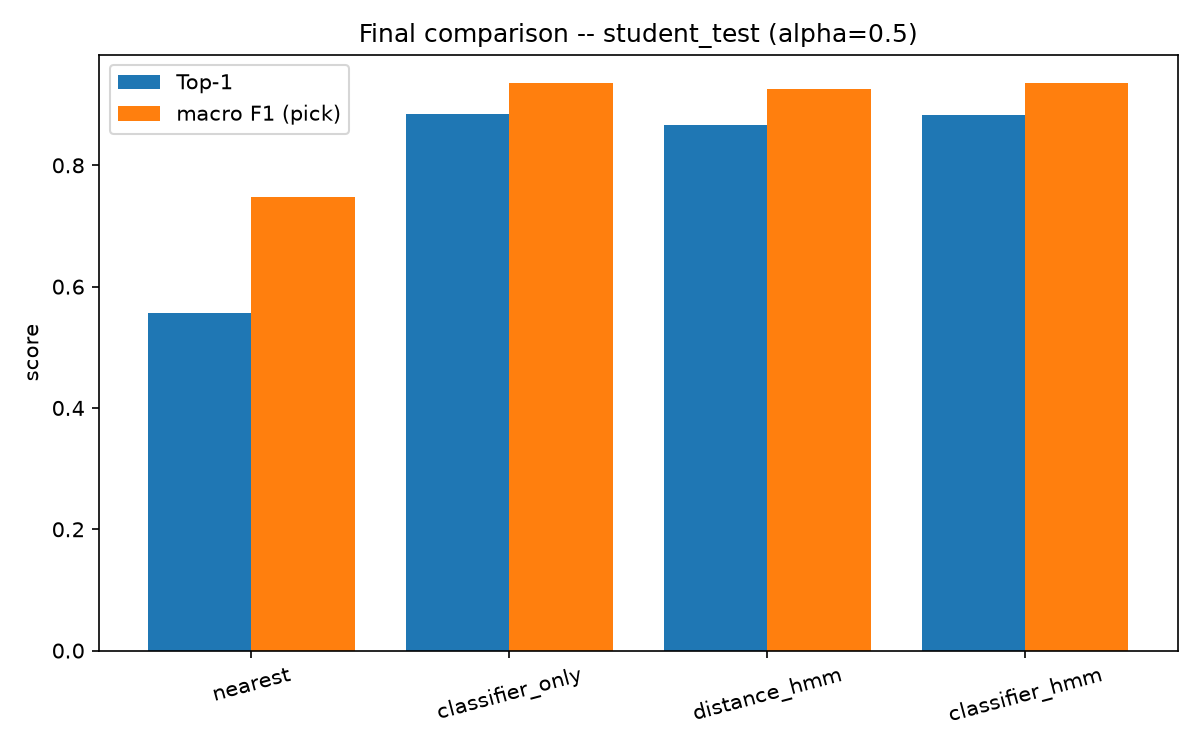 Final comparison -- student_test (alpha=0.5)
Top-1
macro F1 (pick)
score
0.8
0.6
0.4
0.2
0.0
nearest
classifier_only
distance_hmm
classifier_hmm